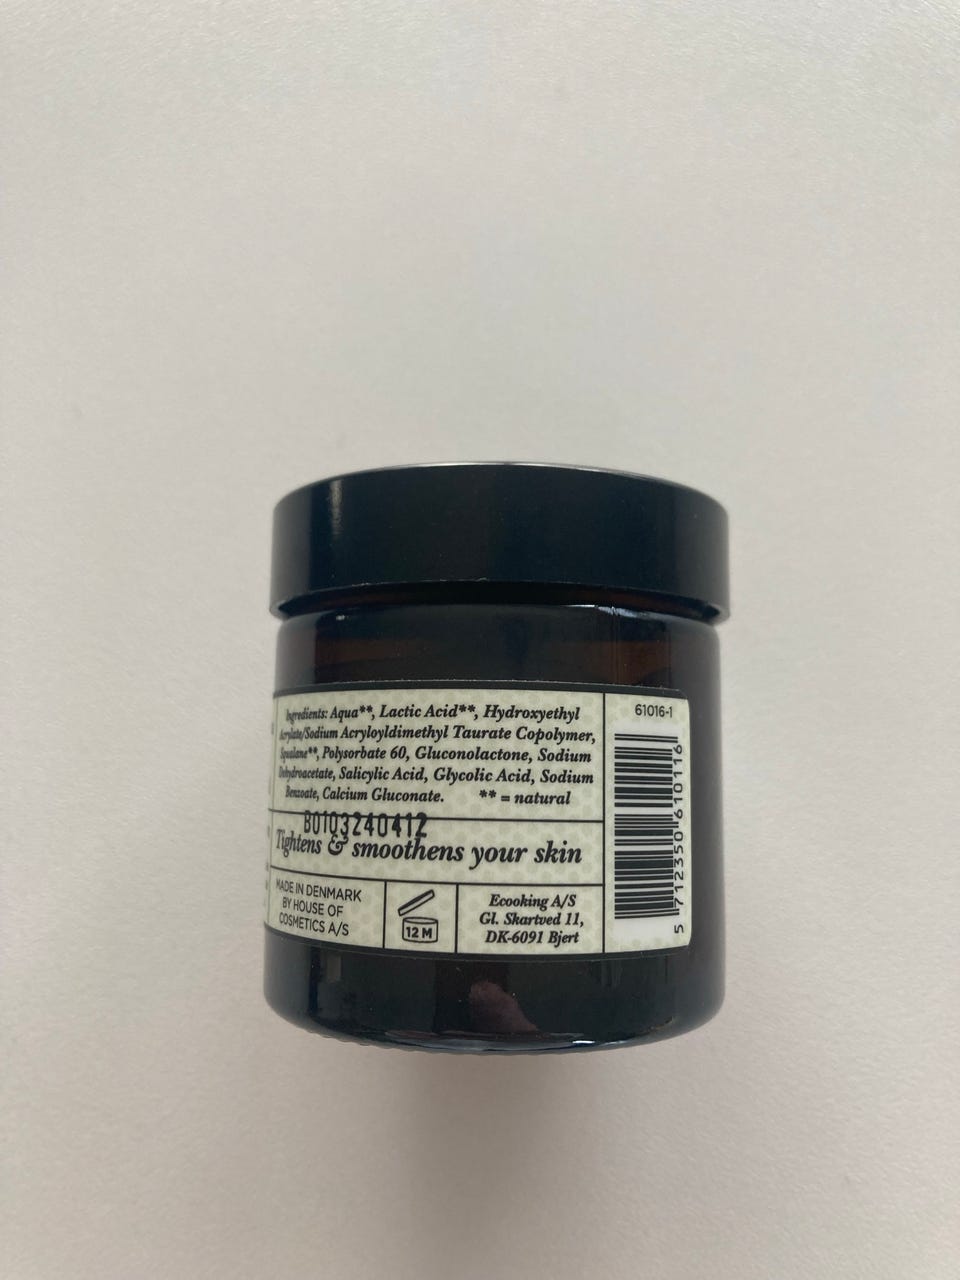 Ingredients: Aqua**, Lactic Acid**, Hydroxyethyl
Acrylate/Sodium Acryloyldimethyl Taurate Copolymer,
Squalane**, Polysorbate 60, Gluconolactone, Sodium
Dehydroacetate, Salicylic Acid, Glycolic Acid, Sodium
Benzoate, Calcium Gluconate. ** = natural
B0103240412
Tightens & smoothens your skin
MADE IN DENMARK
BY HOUSE OF
COSMETICS A/S
12 M
Ecooking A/S
Gl. Skartved 11,
DK-6091 Bjert
61016-1
5 712350 610116